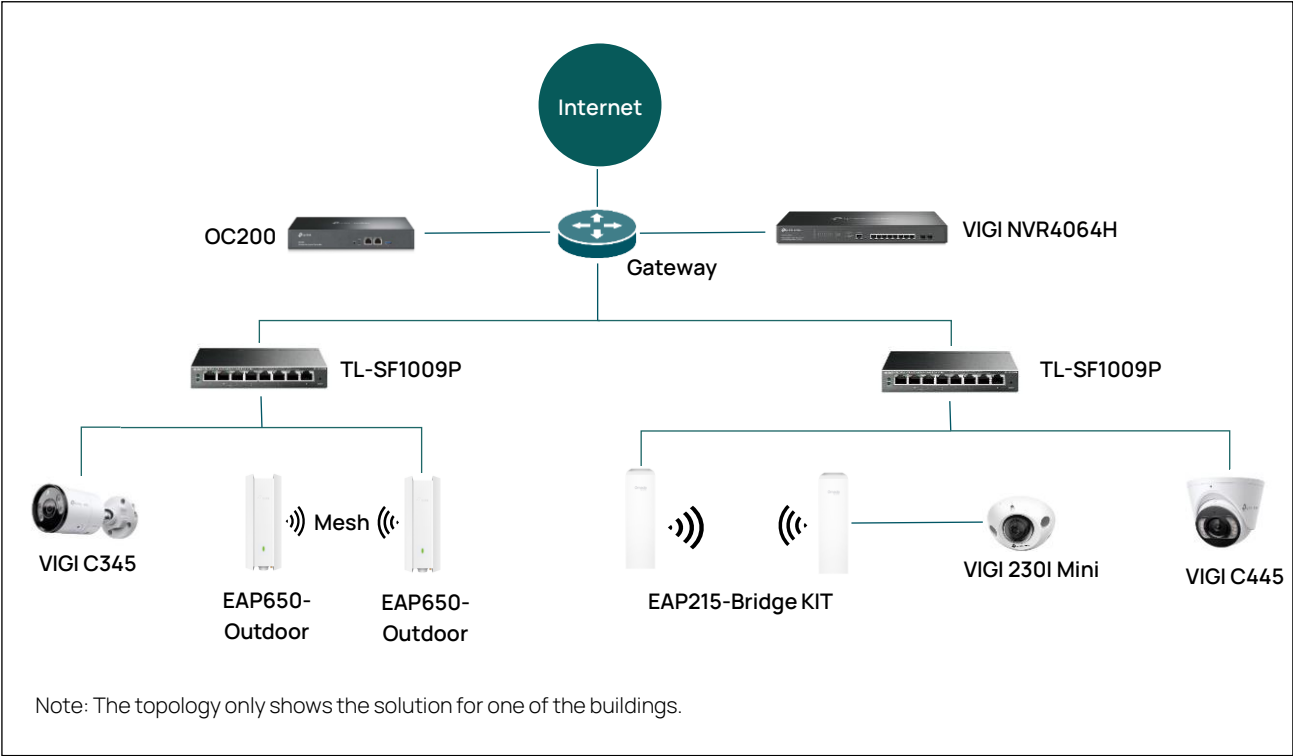 Internet
OC200
VIGI NVR4064H
Gateway
TL-SF1009P
TL-SF1009P
Mesh
VIGI C345
VIGI 230I Mini
VIGI C445
EAP650-
Outdoor
EAP650-
Outdoor
EAP215-Bridge KIT
Note: The topology only shows the solution for one of the buildings.